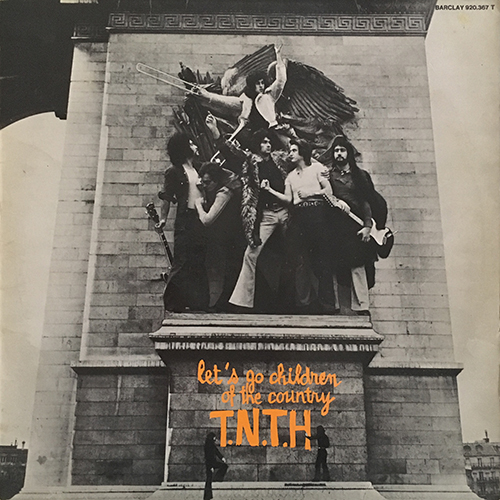 BARCLAY 920.367 T
let's go children
of the country
T.N.T.H.